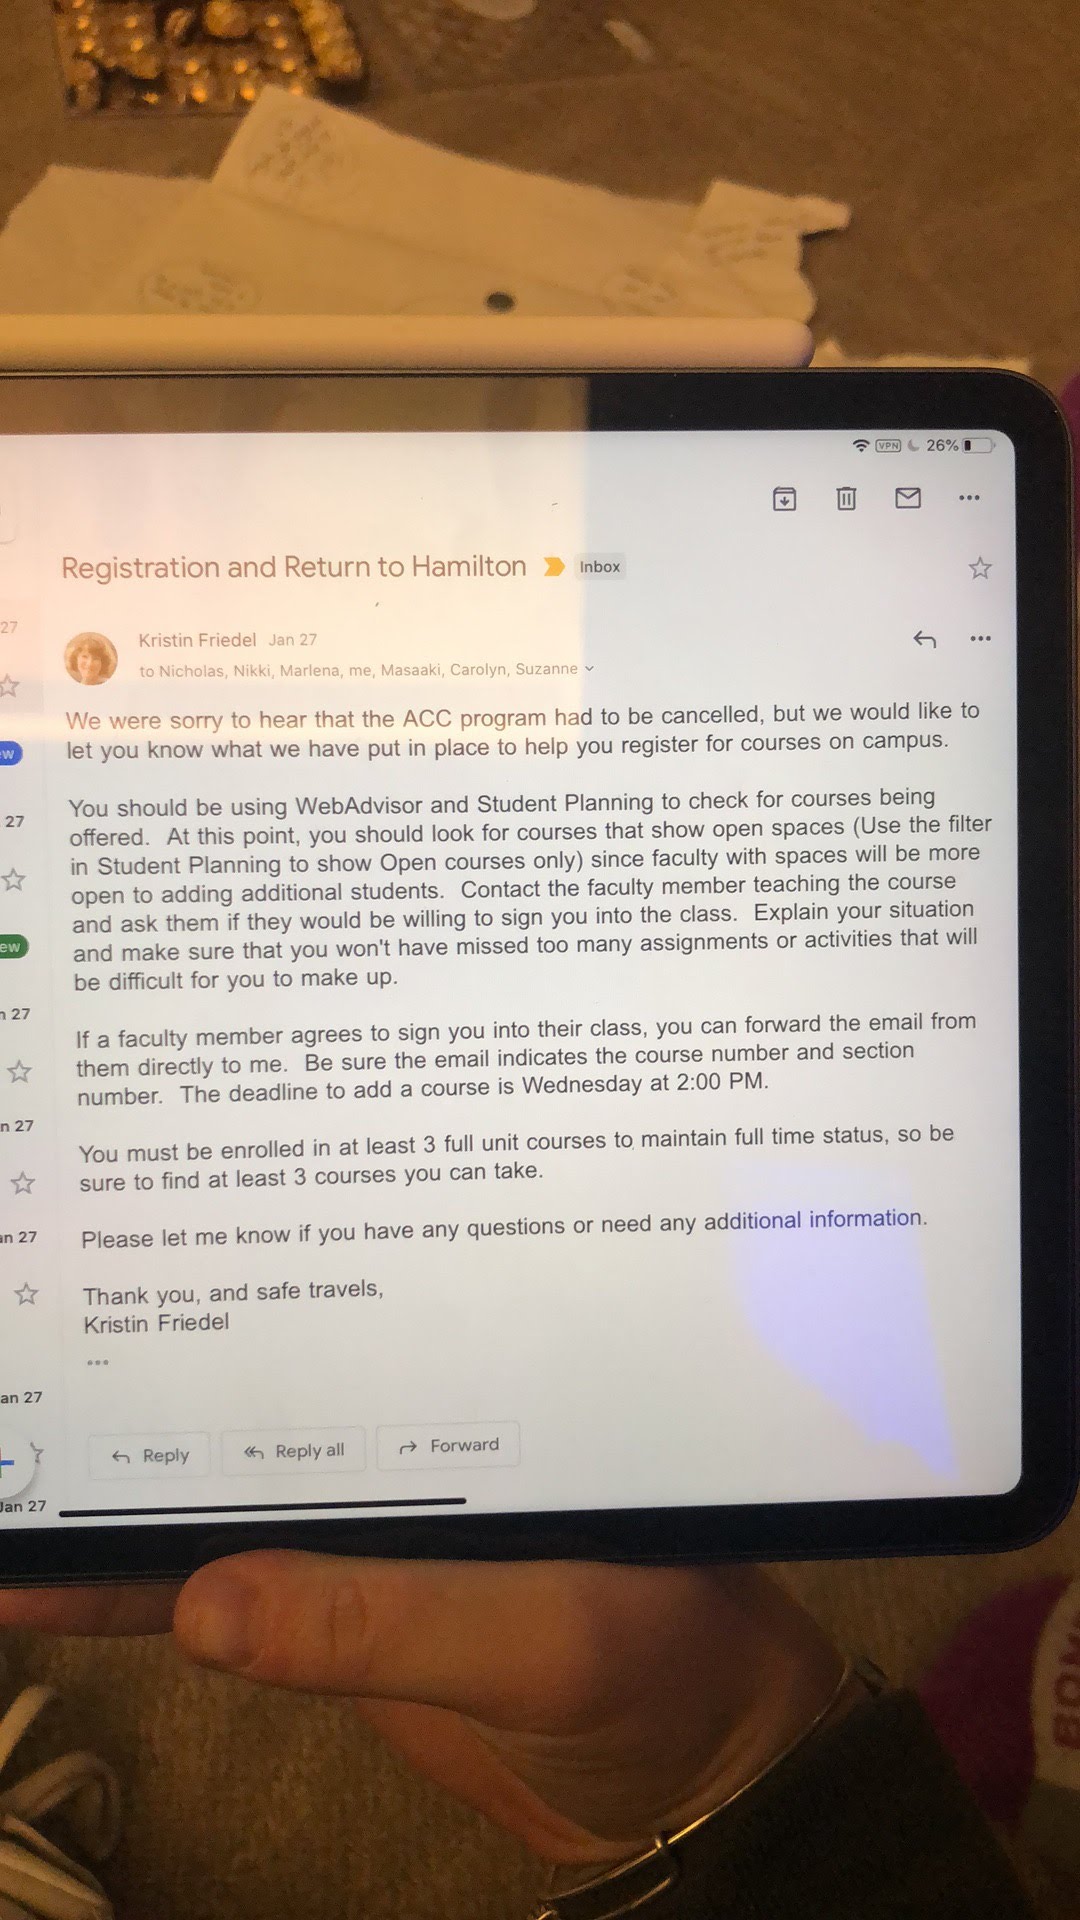 VPN 26%
Registration and Return to Hamilton Inbox
27
Kristin Friedel Jan 27
to Nicholas, Nikki, Marlena, me, Masaaki, Carolyn, Suzanne
We were sorry to hear that the ACC program had to be cancelled, but we would like to
let you know what we have put in place to help you register for courses on campus.
ew
You should be using WebAdvisor and Student Planning to check for courses being
27
offered. At this point, you should look for courses that show open spaces (Use the filter
in Student Planning to show Open courses only) since faculty with spaces will be more
open to adding additional students. Contact the faculty member teaching the course
and ask them if they would be willing to sign you into the class. Explain your situation
ew
and make sure that you won't have missed too many assignments or activities that will
be difficult for you to make up.
n 27
If a faculty member agrees to sign you into their class, you can forward the email from
them directly to me. Be sure the email indicates the course number and section
number. The deadline to add a course is Wednesday at 2:00 PM.
n 27
You must be enrolled in at least 3 full unit courses to maintain full time status, so be
sure to find at least 3 courses you can take.
an 27
Please let me know if you have any questions or need any additional information.
Thank you, and safe travels,
Kristin Friedel
an 27
Reply Reply all Forward
Jan 27